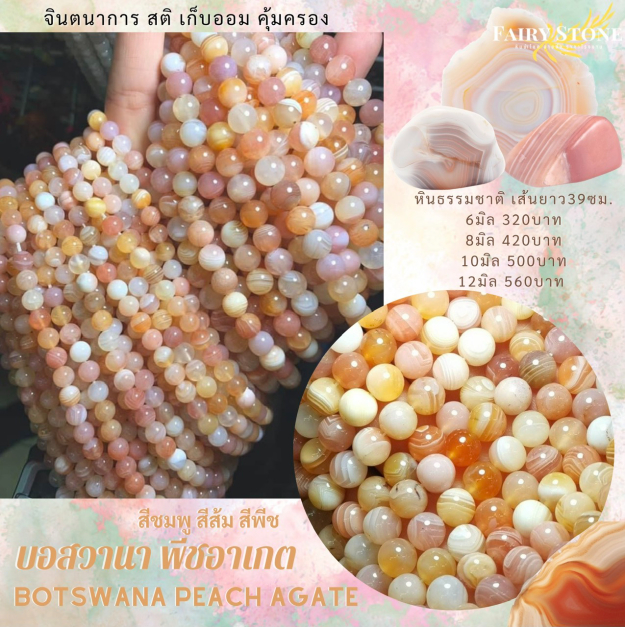 จินตนาการ สติ เก็บออม คุ้มครอง
FAIRY STONE
หินธรรมชาติ เส้นยาว39ซม.
6มิล 320บาท
8มิล 420บาท
10มิล 500บาท
12มิล 560บาท
สีชมพู สีส้ม สีพีช
บอสวานา พีชอาเกต
BOTSWANA PEACH AGATE